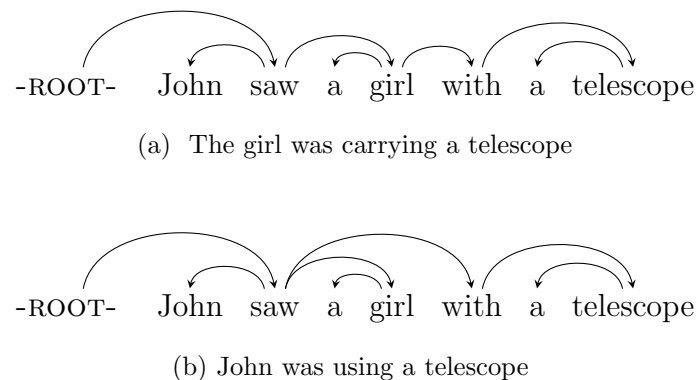 -ROOT- John saw a girl with a telescope
(a) The girl was carrying a telescope
-ROOT- John saw a girl with a telescope
(b) John was using a telescope